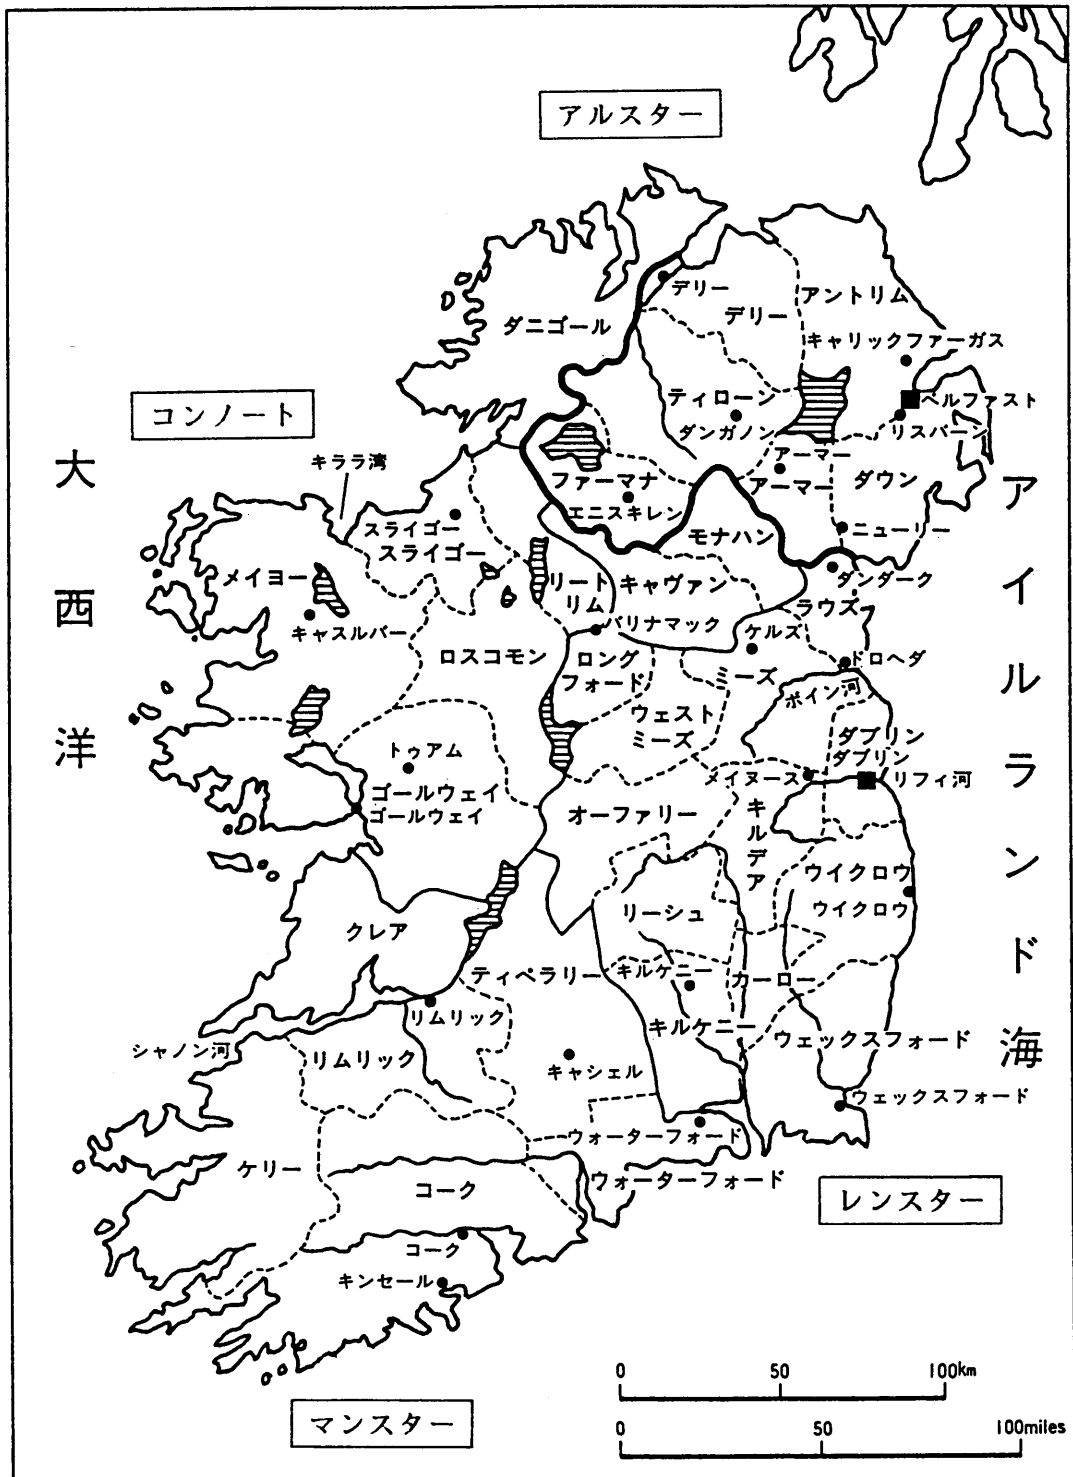 アルスター
デリー
アントリム
デリー
ダニゴール
キャリックファーガス
ティローン
ベルファスト
コンノート
ダンガノン
リスバーン
大西洋
キララ湾
アーマー
ファーマナ
アーマー
ダウン
アイルランド海
エニスキレン
スライゴー
ニューリー
モナハン
スライゴー
メイヨー
リート
リム
キャヴァン
ダンダーク
ラウズ
キャスルバー
バリナマック
ケルズ
ロスコモン
ロング
フォード
ドロヘダ
ミーズ
ボイン河
ウェスト
ミーズ
ダブリン
トゥアム
ダブリン
メイヌース
リフィ河
ゴールウェイ
ゴールウェイ
オーファリー
キルデア
ウイクロウ
リーシュ
ウイクロウ
クレア
ティペラリー
キルケニー
カーロー
リムリック
キルケニー
シャノン河
リムリック
ウェックスフォード
キャシェル
ウェックスフォード
ウォーターフォード
ケリー
コーク
ウォーターフォード
レンスター
コーク
キンセール
マンスター
0 50 100km
0 50 100miles